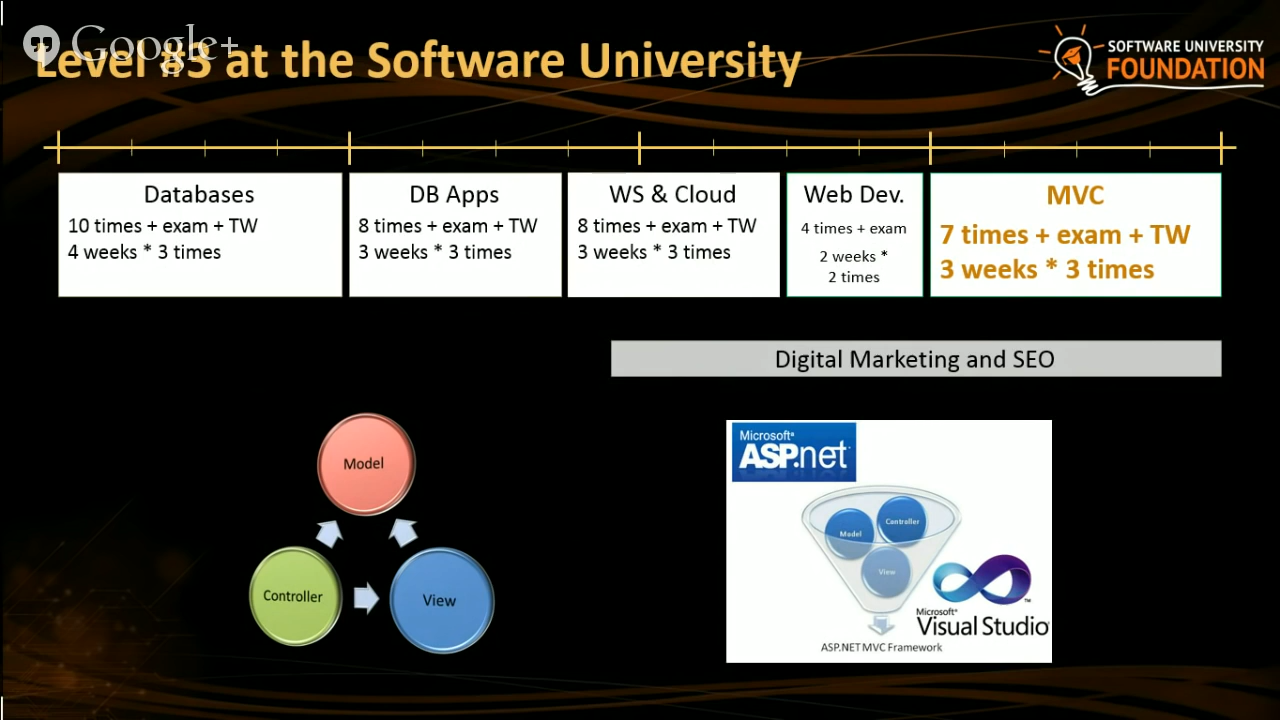 Google+
Level #3 at the Software University
SOFTWARE UNIVERSITY
FOUNDATION
Databases
10 times + exam + TW
4 weeks * 3 times
DB Apps
8 times + exam + TW
3 weeks * 3 times
WS & Cloud
8 times + exam + TW
3 weeks * 3 times
Web Dev.
4 times + exam
2 weeks *
2 times
MVC
7 times + exam + TW
3 weeks * 3 times
Digital Marketing and SEO
Model
Controller
View
Microsoft®
ASP.net
Controller
Model
View
Microsoft®
Visual Studio
ASP.NET MVC Framework